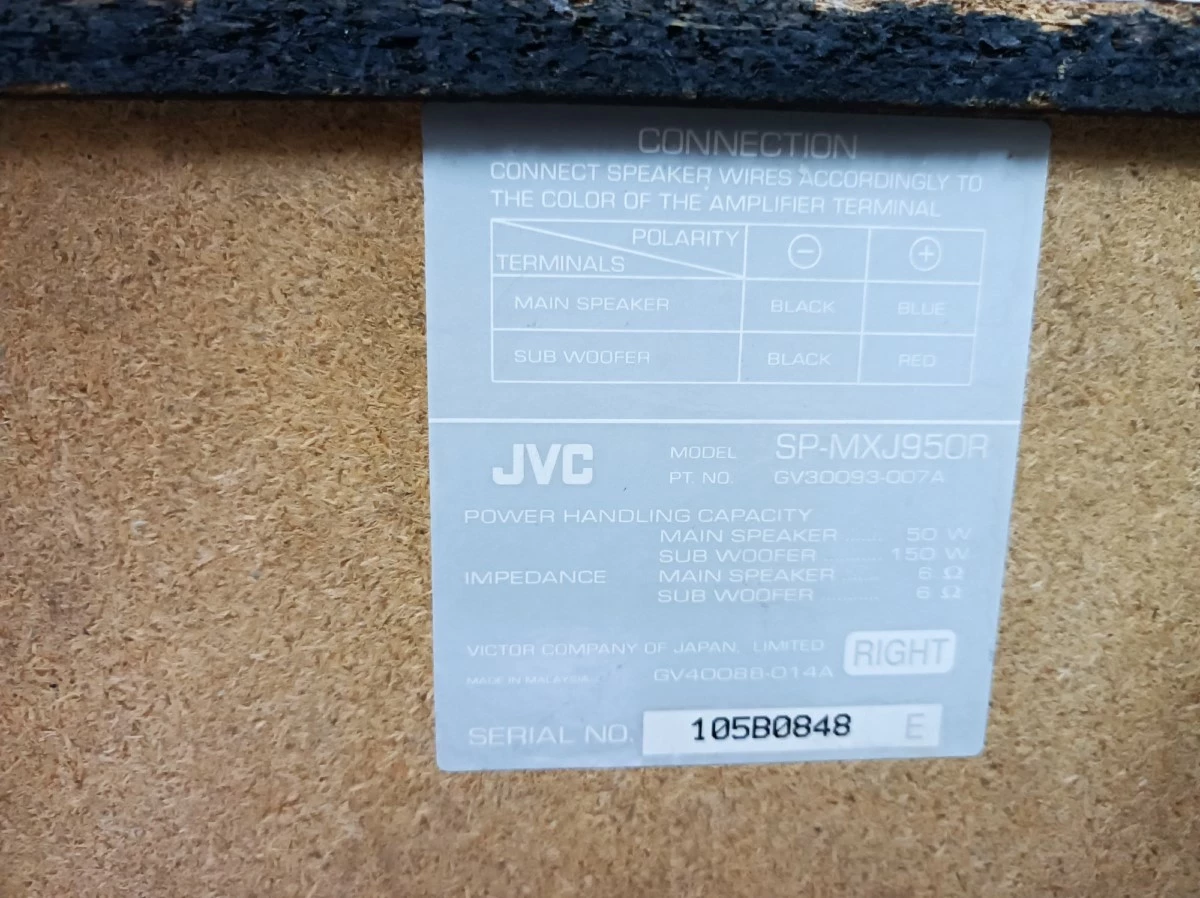 CONNECTION
CONNECT SPEAKER WIRES ACCORDINGLY TO
THE COLOR OF THE AMPLIFIER TERMINAL
POLARITY ⊖ ⊕
TERMINALS
MAIN SPEAKER BLACK BLUE
SUB WOOFER BLACK RED
JVC MODEL SP-MXJ950R
PT. NO. GV30093-007A
POWER HANDLING CAPACITY
MAIN SPEAKER ...... 50 W
SUB WOOFER .......... 150 W
IMPEDANCE MAIN SPEAKER ...... 6 Ω
SUB WOOFER .......... 6 Ω
VICTOR COMPANY OF JAPAN, LIMITED RIGHT
MADE IN MALAYSIA GV40088-014A
SERIAL NO. 105B0848 E